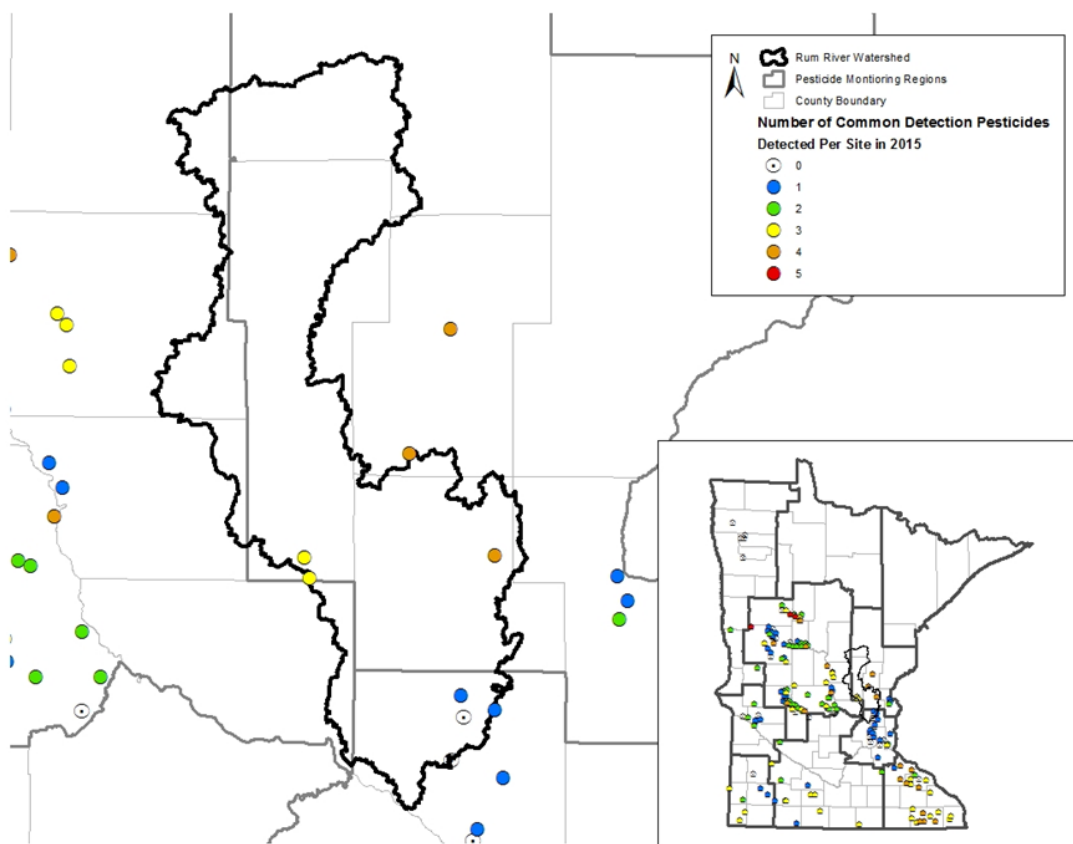 N
Rum River Watershed
Pesticide Montioring Regions
County Boundary
Number of Common Detection Pesticides
Detected Per Site in 2015
0
1
2
3
4
5